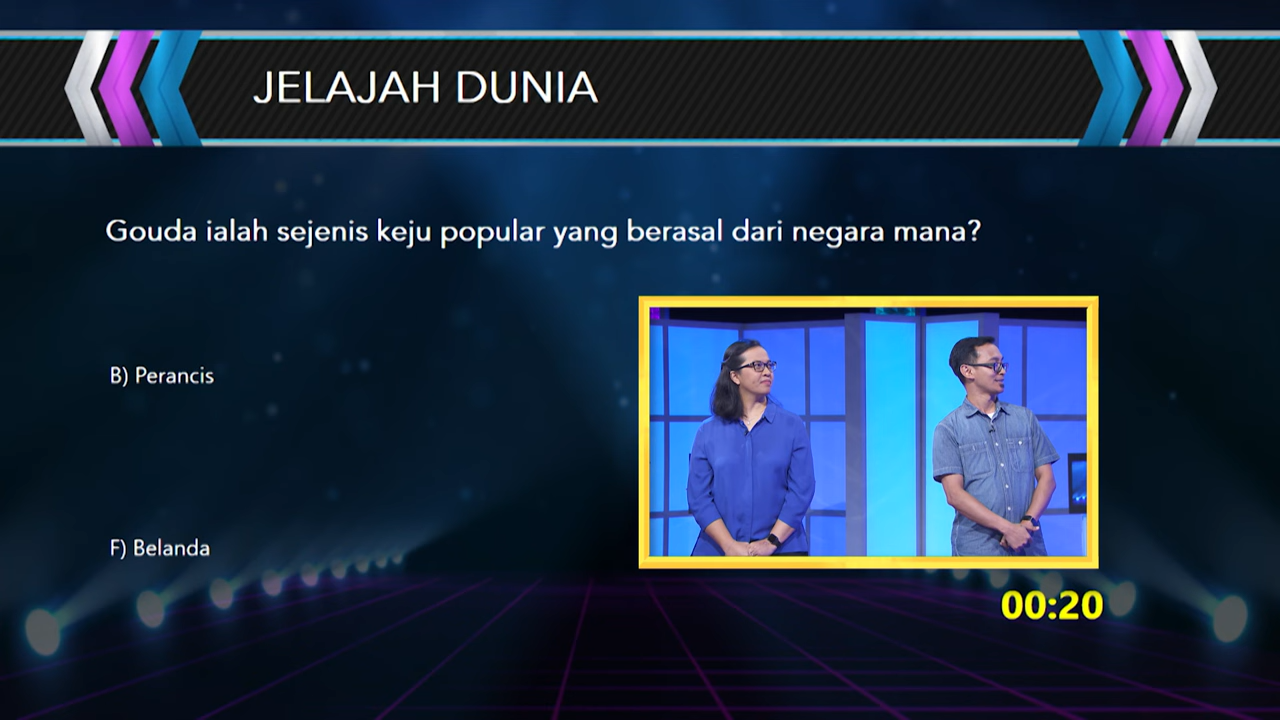 JELAJAH DUNIA
Gouda ialah sejenis keju popular yang berasal dari negara mana?
B) Perancis
F) Belanda
00:20